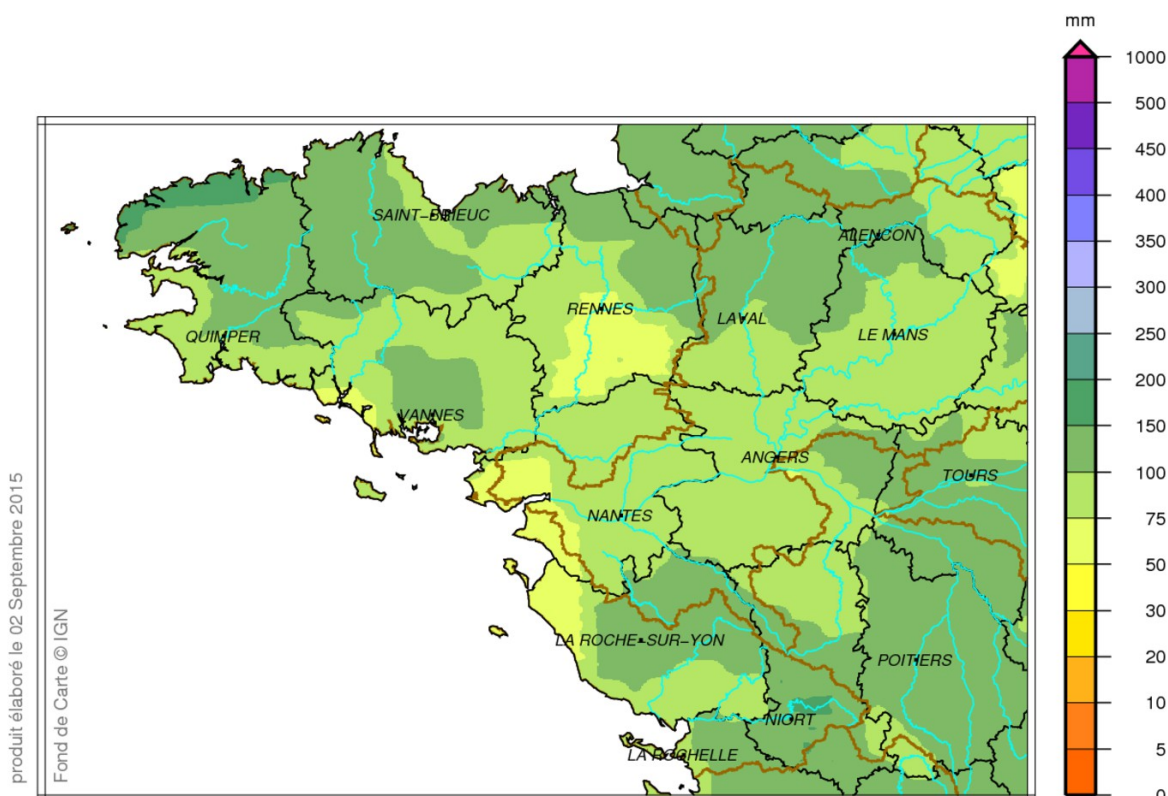 mm
1000
500
450
400
350
300
250
200
150
100
75
50
30
20
10
5
0
SAINT-BRIEUC
ALENCON
RENNES
LAVAL
LE MANS
QUIMPER
VANNES
ANGERS
TOURS
NANTES
LA ROCHE-SUR-YON
POITIERS
NIORT
LA ROCHELLE
produit élaboré le 02 Septembre 2015
Fond de Carte © IGN